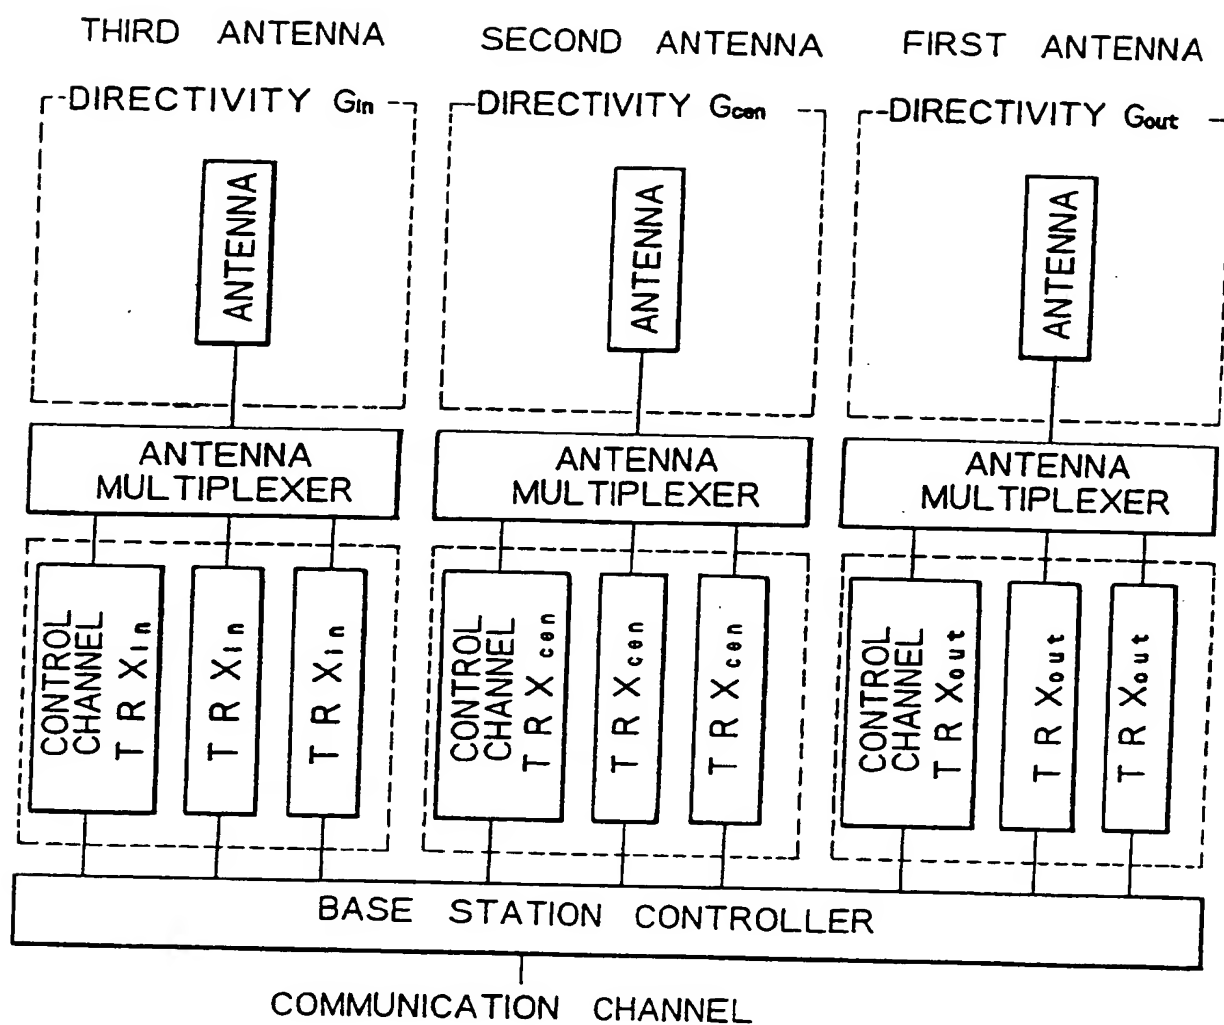 THIRD ANTENNA
SECOND ANTENNA
FIRST ANTENNA
DIRECTIVITY Gin
DIRECTIVITY Gcen
DIRECTIVITY Gout
ANTENNA
ANTENNA
ANTENNA
ANTENNA
MULTIPLEXER
ANTENNA
MULTIPLEXER
ANTENNA
MULTIPLEXER
CONTROL
CHANNEL
TRXin
TRXin
TRXin
CONTROL
CHANNEL
TRXcen
TRXcen
TRXcen
CONTROL
CHANNEL
TRXout
TRXout
TRXout
BASE STATION CONTROLLER
COMMUNICATION CHANNEL